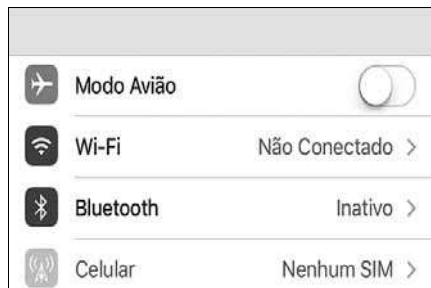 Modo Avião
Wi-Fi Não Conectado
Bluetooth Inativo
Celular Nenhum SIM